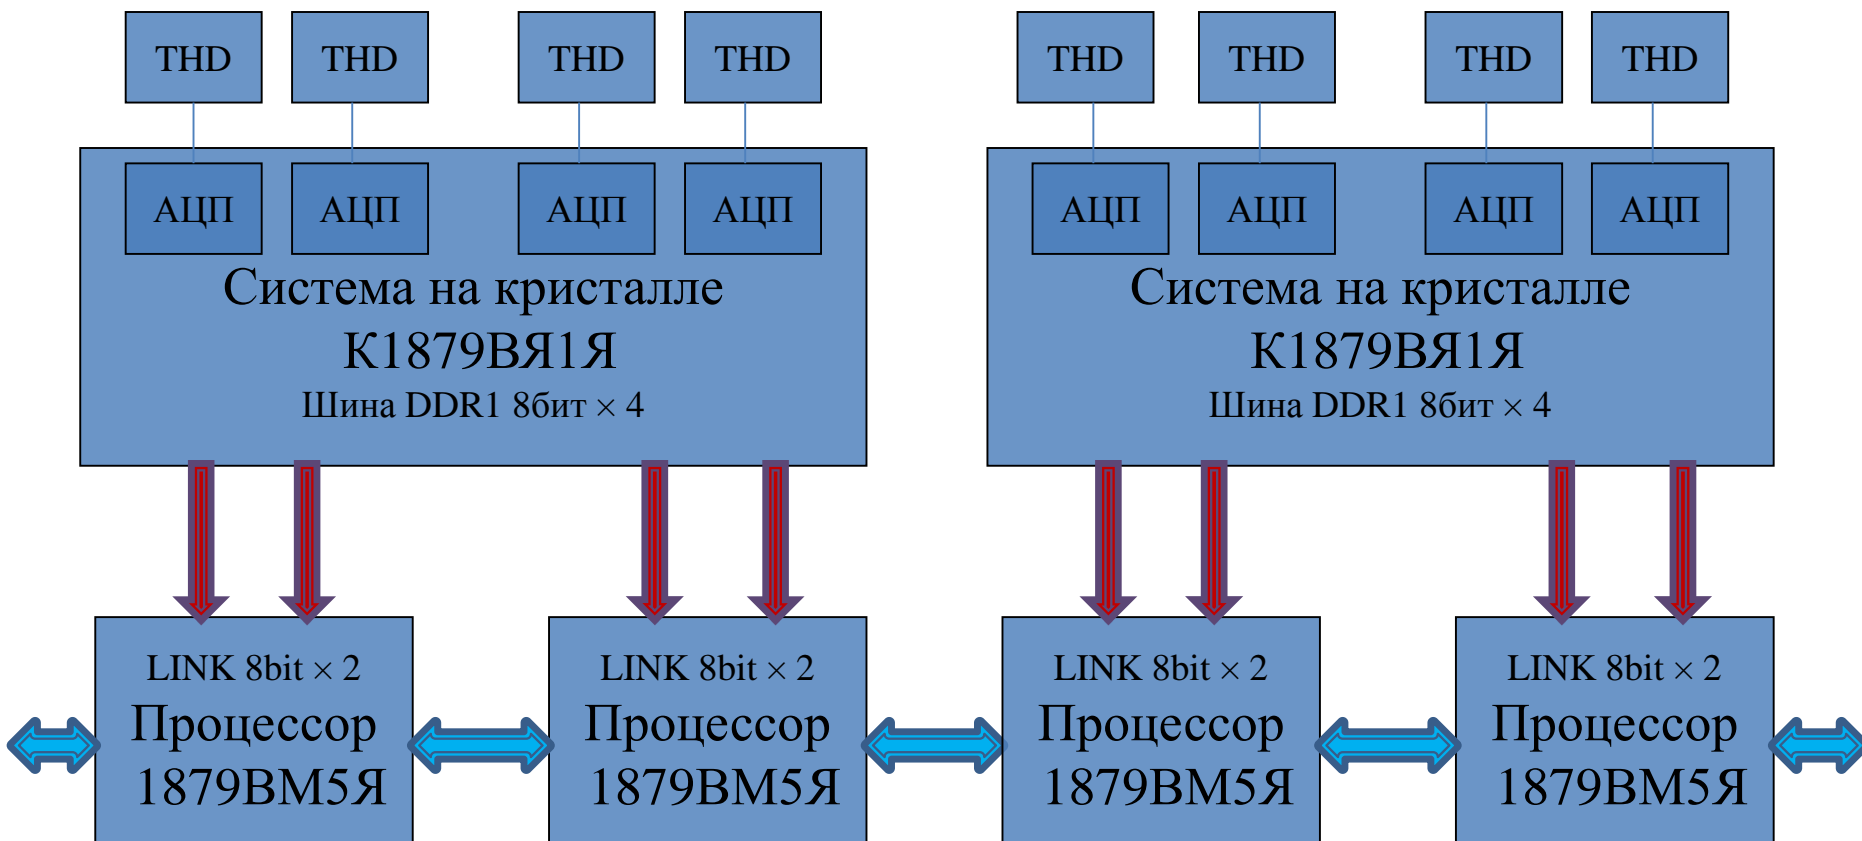 THD THD THD THD THD THD THD THD
АЦП АЦП АЦП АЦП АЦП АЦП АЦП АЦП
Система на кристалле
К1879ВЯ1Я
Шина DDR1 8бит × 4
Система на кристалле
К1879ВЯ1Я
Шина DDR1 8бит × 4
LINK 8bit × 2
Процессор
1879ВМ5Я
LINK 8bit × 2
Процессор
1879ВМ5Я
LINK 8bit × 2
Процессор
1879ВМ5Я
LINK 8bit × 2
Процессор
1879ВМ5Я